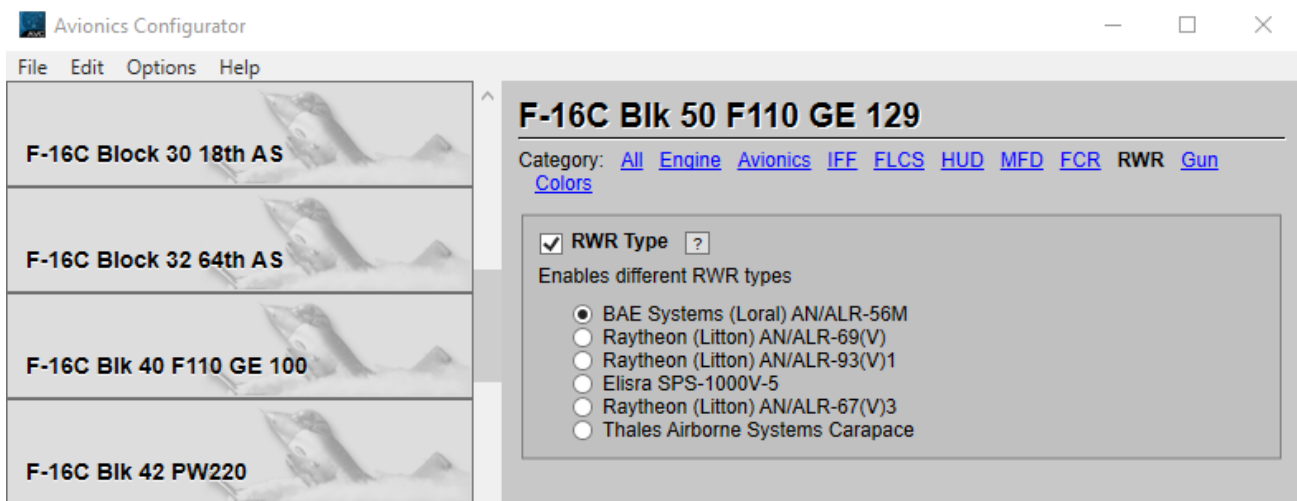 Avionics Configurator
File Edit Options Help
F-16C Block 30 18th AS
F-16C Block 32 64th AS
F-16C Blk 40 F110 GE 100
F-16C Blk 42 PW220
F-16C Blk 50 F110 GE 129
Category: All Engine Avionics IFF FLCS HUD MFD FCR RWR Gun
Colors
RWR Type ?
Enables different RWR types
BAE Systems (Loral) AN/ALR-56M
Raytheon (Litton) AN/ALR-69(V)
Raytheon (Litton) AN/ALR-93(V)1
Elisra SPS-1000V-5
Raytheon (Litton) AN/ALR-67(V)3
Thales Airborne Systems Carapace